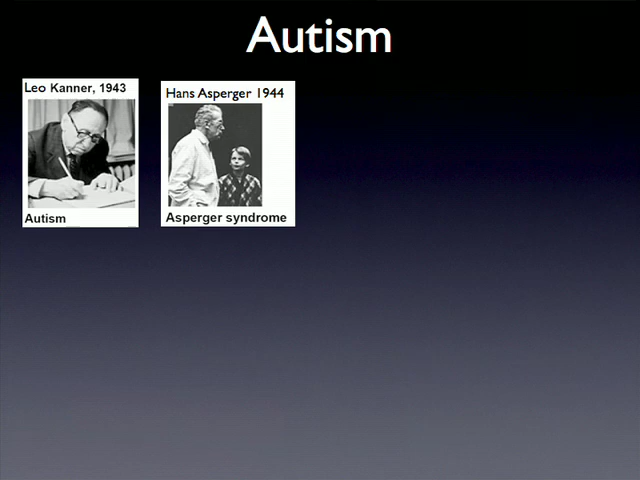 Autism
Leo Kanner, 1943
Autism
Hans Asperger 1944
Asperger syndrome